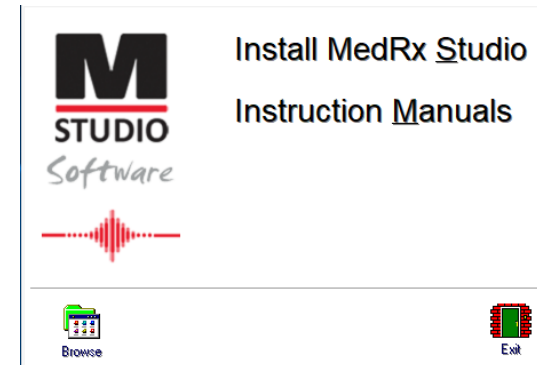 M
STUDIO
Software
Install MedRx Studio
Instruction Manuals
Browse
Exit